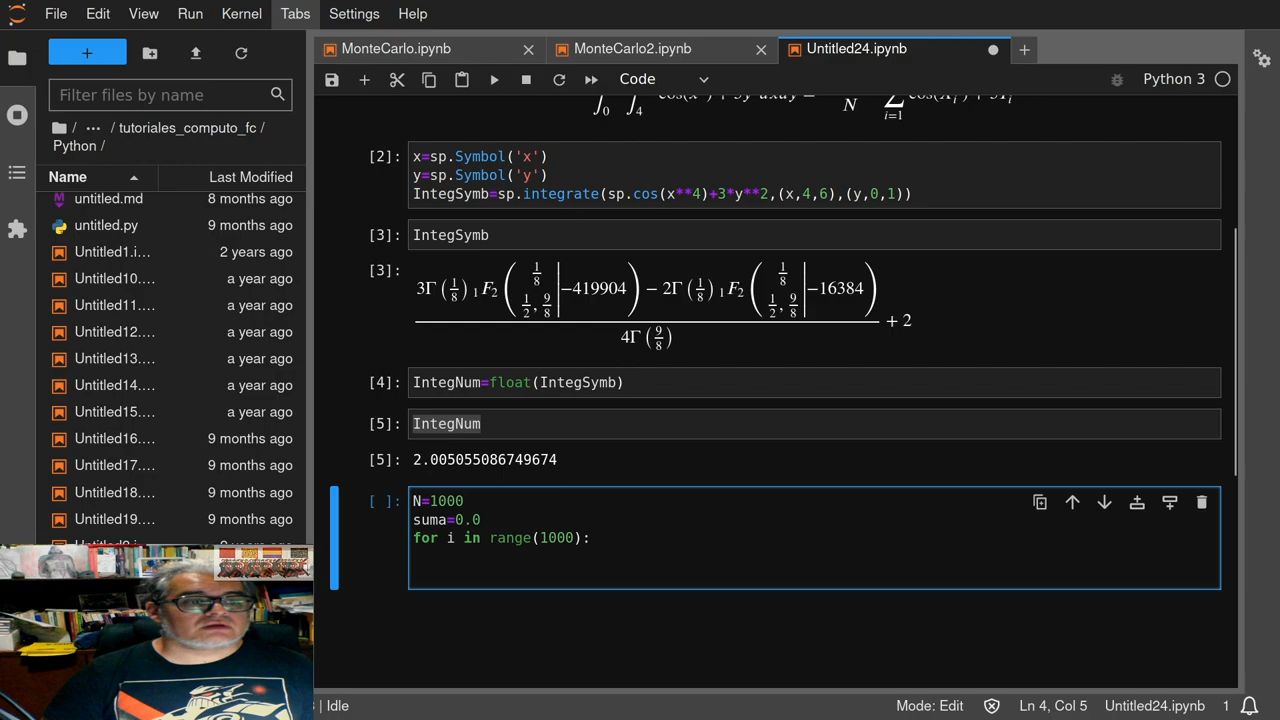 File Edit View Run Kernel Tabs Settings Help
MonteCarlo.ipynb MonteCarlo2.ipynb Untitled24.ipynb
Code Python 3
Filter files by name
/ ... / tutoriales_computo_fc /
Python /
Name Last Modified
untitled.md 8 months ago
untitled.py 9 months ago
Untitled1.i... 2 years ago
Untitled10.... a year ago
Untitled11.... a year ago
Untitled12.... a year ago
Untitled13.... a year ago
Untitled14.... a year ago
Untitled15.... a year ago
Untitled16.... 9 months ago
Untitled17.... 9 months ago
Untitled18.... 9 months ago
Untitled19.... 9 months ago
∫0 ∫4 N ∑ i=1
[2]: x=sp.Symbol('x')
y=sp.Symbol('y')
IntegSymb=sp.integrate(sp.cos(x**4)+3*y**2,(x,4,6),(y,0,1))
[3]: IntegSymb
[3]: 3Γ(1/8) ₁F₂(1/8 1/2, 9/8 | −419904) − 2Γ(1/8) ₁F₂(1/8 1/2, 9/8 | −16384)
4Γ(9/8) + 2
[4]: IntegNum=float(IntegSymb)
[5]: IntegNum
[5]: 2.005055086749674
[ ]: N=1000
suma=0.0
for i in range(1000):
| Idle Mode: Edit Ln 4, Col 5 Untitled24.ipynb 1